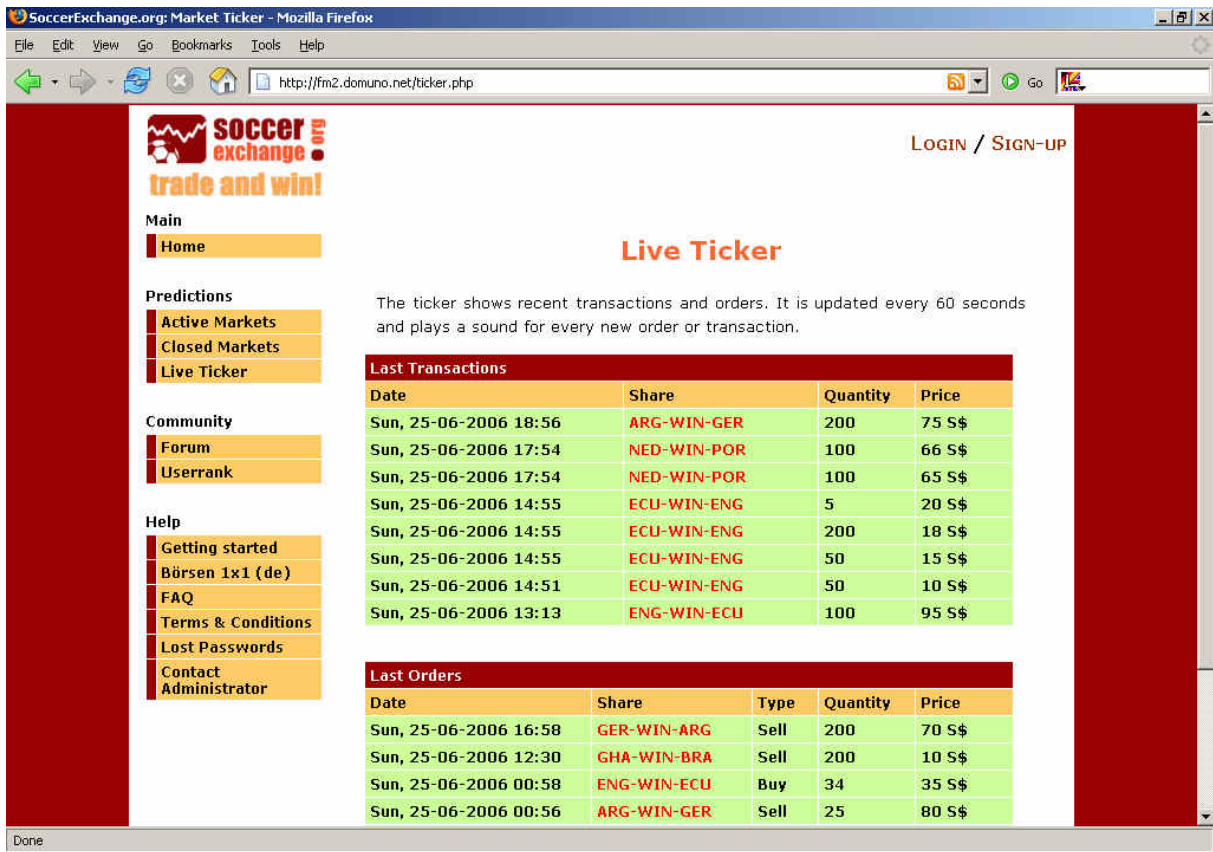 SoccerExchange.org: Market Ticker - Mozilla Firefox
File Edit View Go Bookmarks Tools Help
http://fm2.domuno.net/ticker.php Go
soccer
exchange
.org
trade and win!
LOGIN / SIGN-UP
Main
Home
Predictions
Active Markets
Closed Markets
Live Ticker
Community
Forum
Userrank
Help
Getting started
Börsen 1x1 (de)
FAQ
Terms & Conditions
Lost Passwords
Contact
Administrator
Live Ticker
The ticker shows recent transactions and orders. It is updated every 60 seconds
and plays a sound for every new order or transaction.
Last Transactions
Date Share Quantity Price
Sun, 25-06-2006 18:56 ARG-WIN-GER 200 75 S$
Sun, 25-06-2006 17:54 NED-WIN-POR 100 66 S$
Sun, 25-06-2006 17:54 NED-WIN-POR 100 65 S$
Sun, 25-06-2006 14:55 ECU-WIN-ENG 5 20 S$
Sun, 25-06-2006 14:55 ECU-WIN-ENG 200 18 S$
Sun, 25-06-2006 14:55 ECU-WIN-ENG 50 15 S$
Sun, 25-06-2006 14:51 ECU-WIN-ENG 50 10 S$
Sun, 25-06-2006 13:13 ENG-WIN-ECU 100 95 S$
Last Orders
Date Share Type Quantity Price
Sun, 25-06-2006 16:58 GER-WIN-ARG Sell 200 70 S$
Sun, 25-06-2006 12:30 GHA-WIN-BRA Sell 200 10 S$
Sun, 25-06-2006 00:58 ENG-WIN-ECU Buy 34 35 S$
Sun, 25-06-2006 00:56 ARG-WIN-GER Sell 25 80 S$
Done